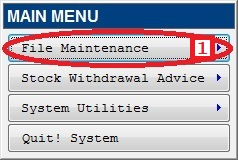 MAIN MENU
File Maintenance 1
Stock Withdrawal Advice
System Utilities
Quit! System